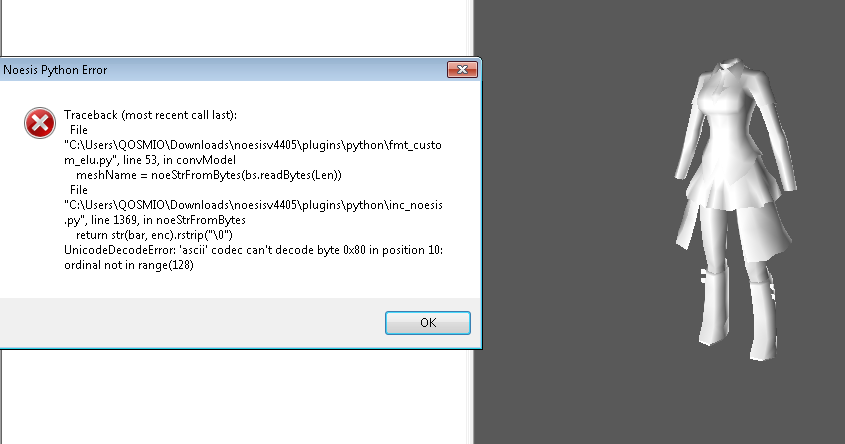 Noesis Python Error
Traceback (most recent call last):
File
"C:\Users\QOSMIO\Downloads\noesisv4405\plugins\python\fmt_custo
m_elu.py", line 53, in convModel
meshName = noeStrFromBytes(bs.readBytes(Len))
File
"C:\Users\QOSMIO\Downloads\noesisv4405\plugins\python\inc_noesis
.py", line 1369, in noeStrFromBytes
return str(bar, enc).rstrip("\0")
UnicodeDecodeError: 'ascii' codec can't decode byte 0x80 in position 10:
ordinal not in range(128)
OK